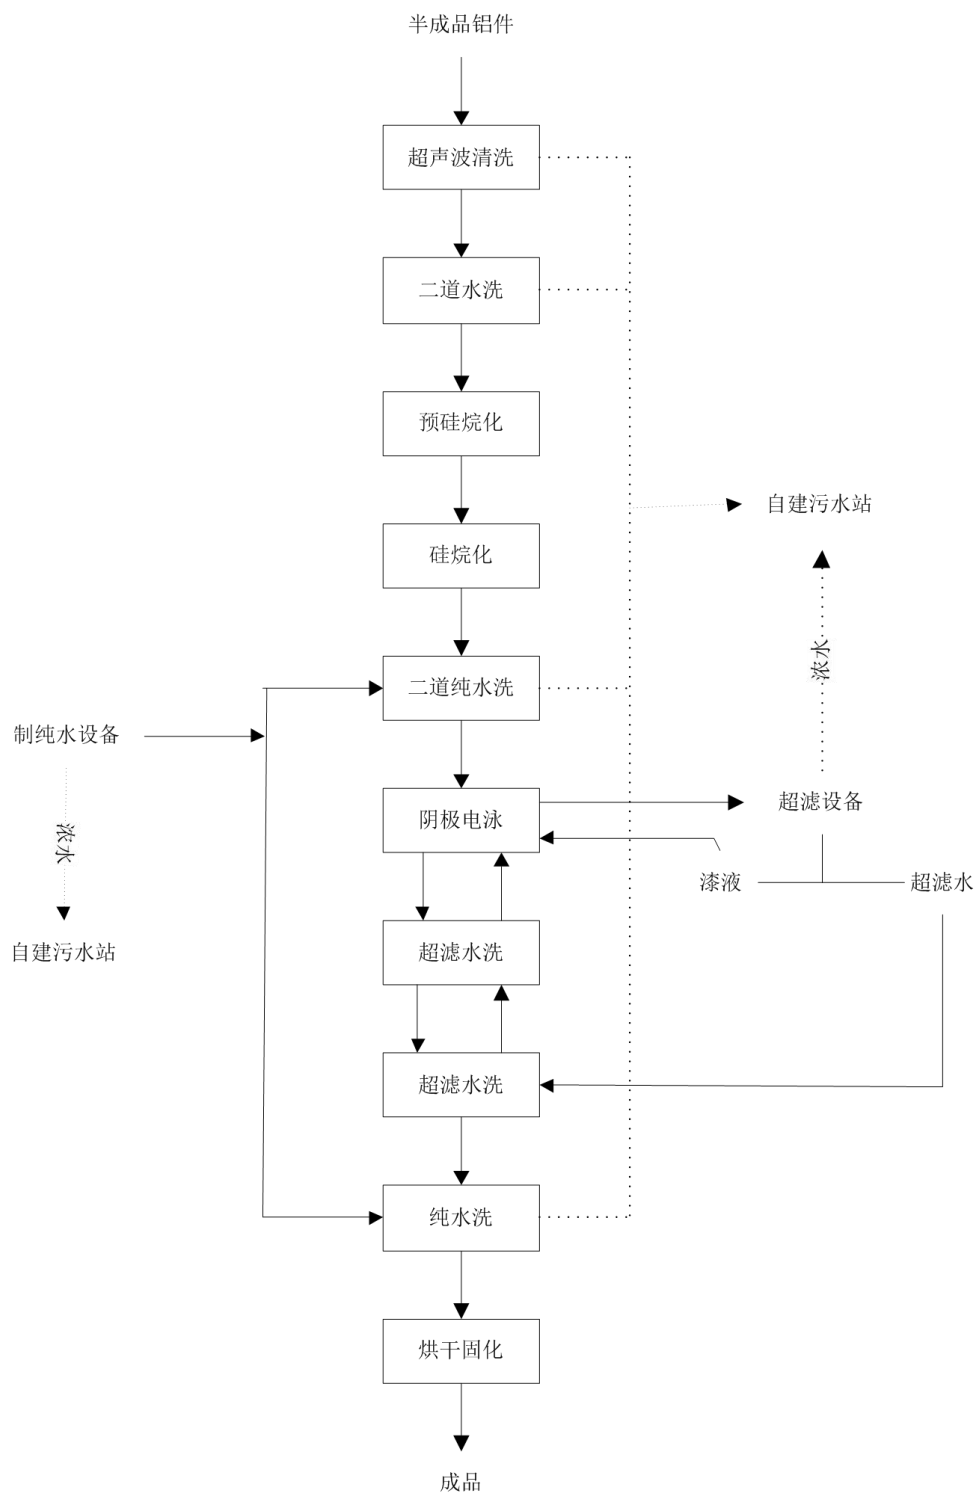 半成品铝件
超声波清洗
二道水洗
预硅烷化
硅烷化
自建污水站
浓水
二道纯水洗
制纯水设备
浓水
自建污水站
阴极电泳
超滤设备
漆液
超滤水
超滤水洗
超滤水洗
纯水洗
烘干固化
成品